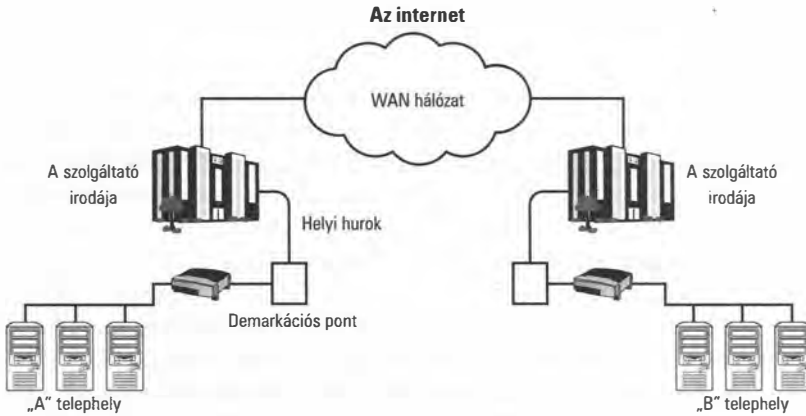 Az internet
WAN hálózat
A szolgáltató
irodája
A szolgáltató
irodája
Helyi hurok
Demarkációs pont
„A” telephely
„B” telephely